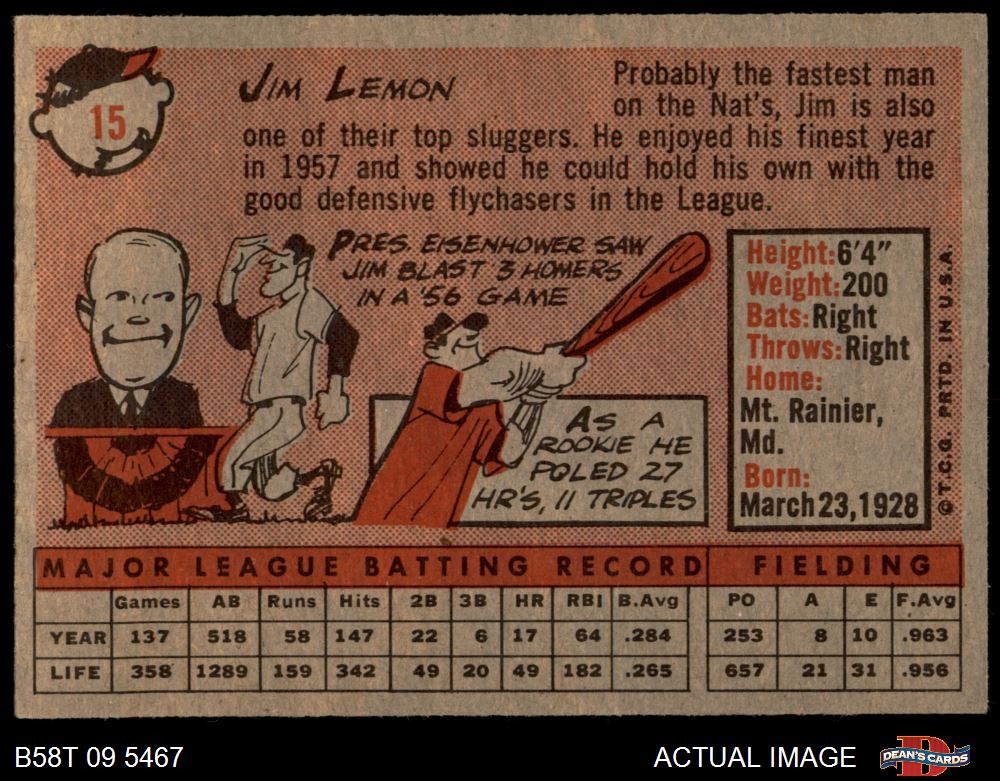 15
JIM LEMON
Probably the fastest man
on the Nat's, Jim is also
one of their top sluggers. He enjoyed his finest year
in 1957 and showed he could hold his own with the
good defensive flychasers in the League.
PRES. EISENHOWER SAW
JIM BLAST 3 HOMERS
IN A '56 GAME
AS A
ROOKIE HE
POLED 27
HR'S, 11 TRIPLES
Height: 6'4"
Weight: 200
Bats: Right
Throws: Right
Home:
Mt. Rainier,
Md.
Born:
March 23, 1928
© T.C.G. PRTD. IN U.S.A.
MAJOR LEAGUE BATTING RECORD FIELDING
Games AB Runs Hits 2B 3B HR RBI B.Avg PO A E F.Avg
YEAR 137 518 58 147 22 6 17 64 .284 253 8 10 .963
LIFE 358 1289 159 342 49 20 49 182 .265 657 21 31 .956
B58T 09 5467 ACTUAL IMAGE DEAN'S CARDS